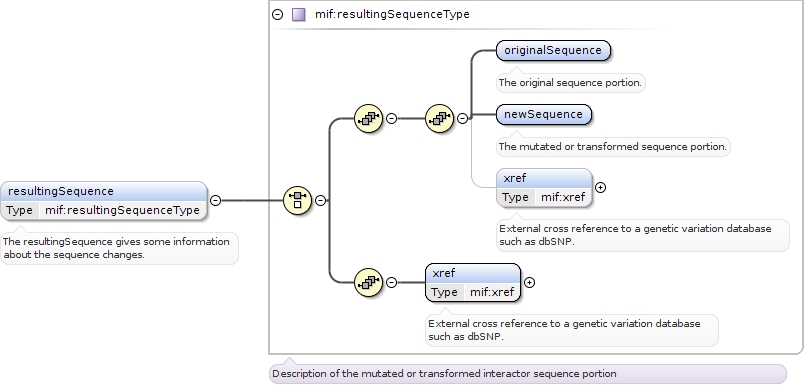 mif:resultingSequenceType
originalSequence
The original sequence portion.
newSequence
The mutated or transformed sequence portion.
xref
Type mif:xref
External cross reference to a genetic variation database
such as dbSNP.
resultingSequence
Type mif:resultingSequenceType
The resultingSequence gives some information
about the sequence changes.
xref
Type mif:xref
External cross reference to a genetic variation database
such as dbSNP.
Description of the mutated or transformed interactor sequence portion